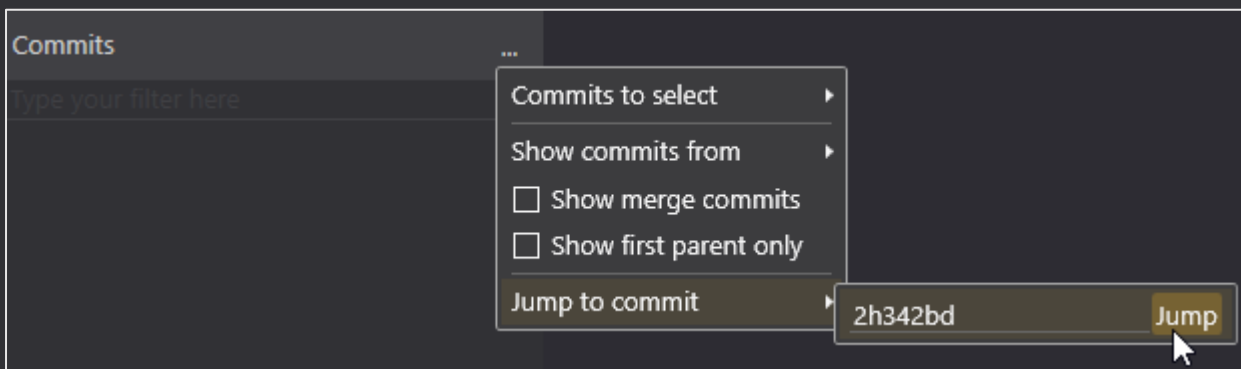 Commits
...
Type your filter here
Commits to select
Show commits from
Show merge commits
Show first parent only
Jump to commit
2h342bd Jump